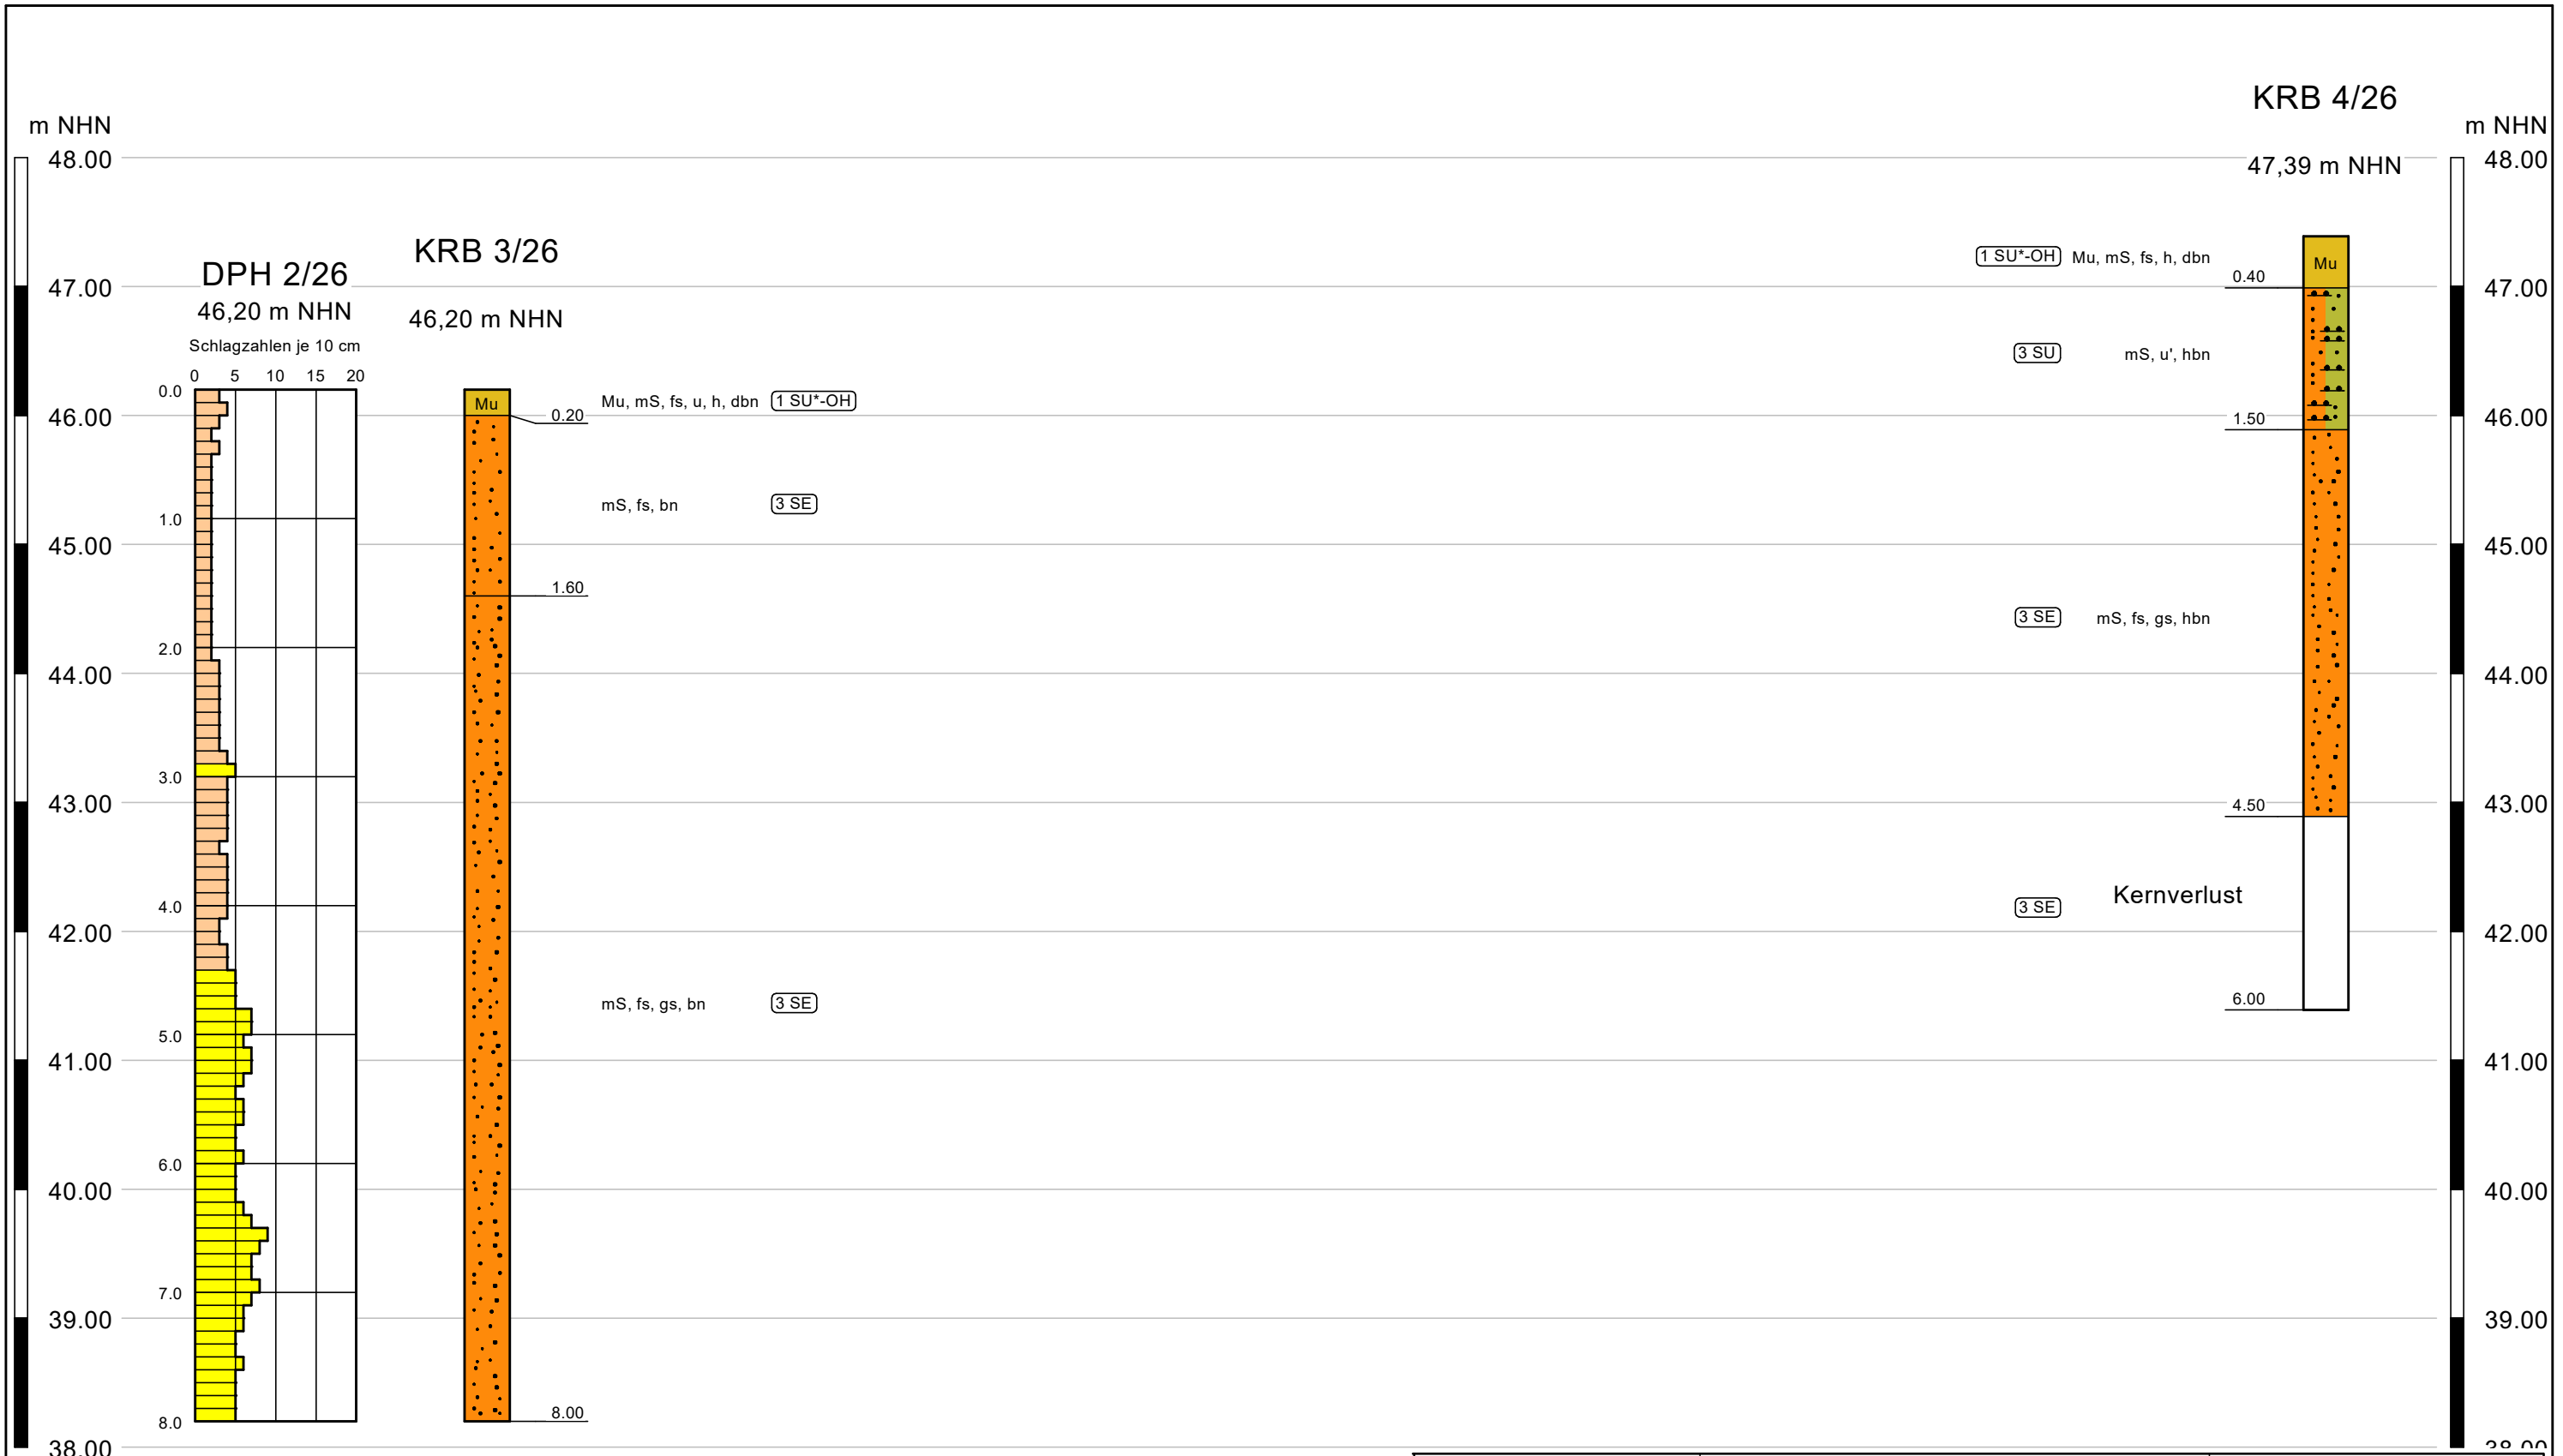 KRB 4/26
m NHN
m NHN
48.00
47,39 m NHN
48.00
KRB 3/26
DPH 2/26
1 SU*-OH
Mu, mS, fs, h, dbn
Mu
0.40
47.00
47.00
46,20 m NHN
46,20 m NHN
Schlagzahlen je 10 cm
3 SU
mS, u', hbn
0 5 10 15 20
0.0
Mu
Mu, mS, fs, u, h, dbn
1 SU*-OH
46.00
0.20
1.50
46.00
mS, fs, bn
3 SE
1.0
45.00
45.00
1.60
3 SE
mS, fs, gs, hbn
2.0
44.00
44.00
3.0
43.00
4.50
43.00
Kernverlust
4.0
3 SE
42.00
42.00
mS, fs, gs, bn
3 SE
6.00
5.0
41.00
41.00
6.0
40.00
40.00
7.0
39.00
39.00
8.00
8.0
38.00
38.00